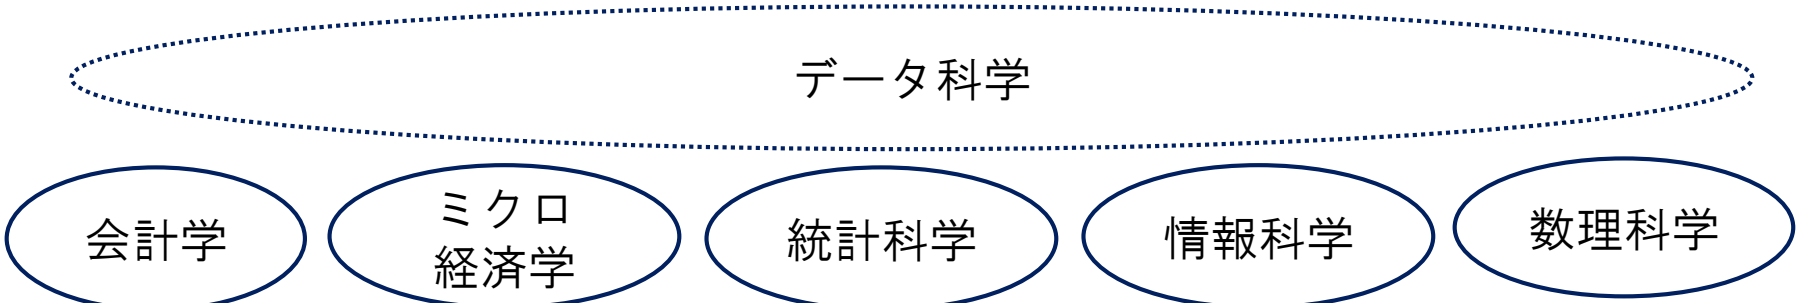 データ科学
会計学
ミクロ
経済学
統計科学
情報科学
数理科学